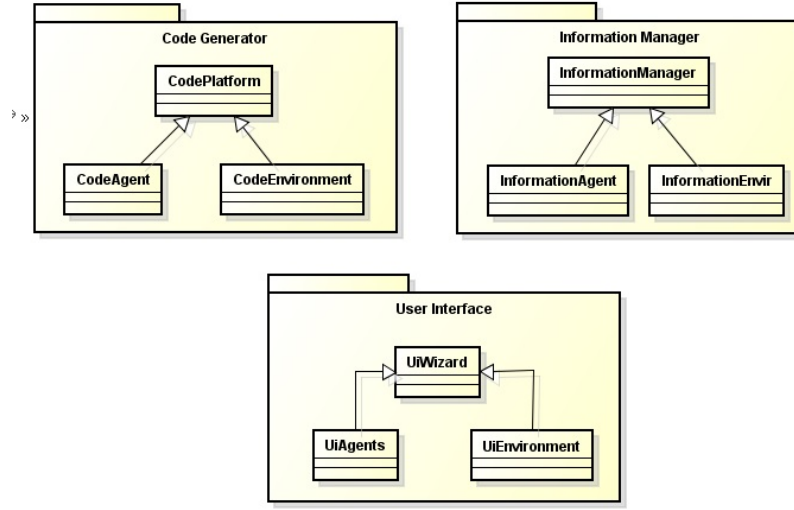 Code Generator
CodePlatform
CodeAgent
CodeEnvironment
Information Manager
InformationManager
InformationAgent
InformationEnvir
User Interface
UiWizard
UiAgents
UiEnvironment